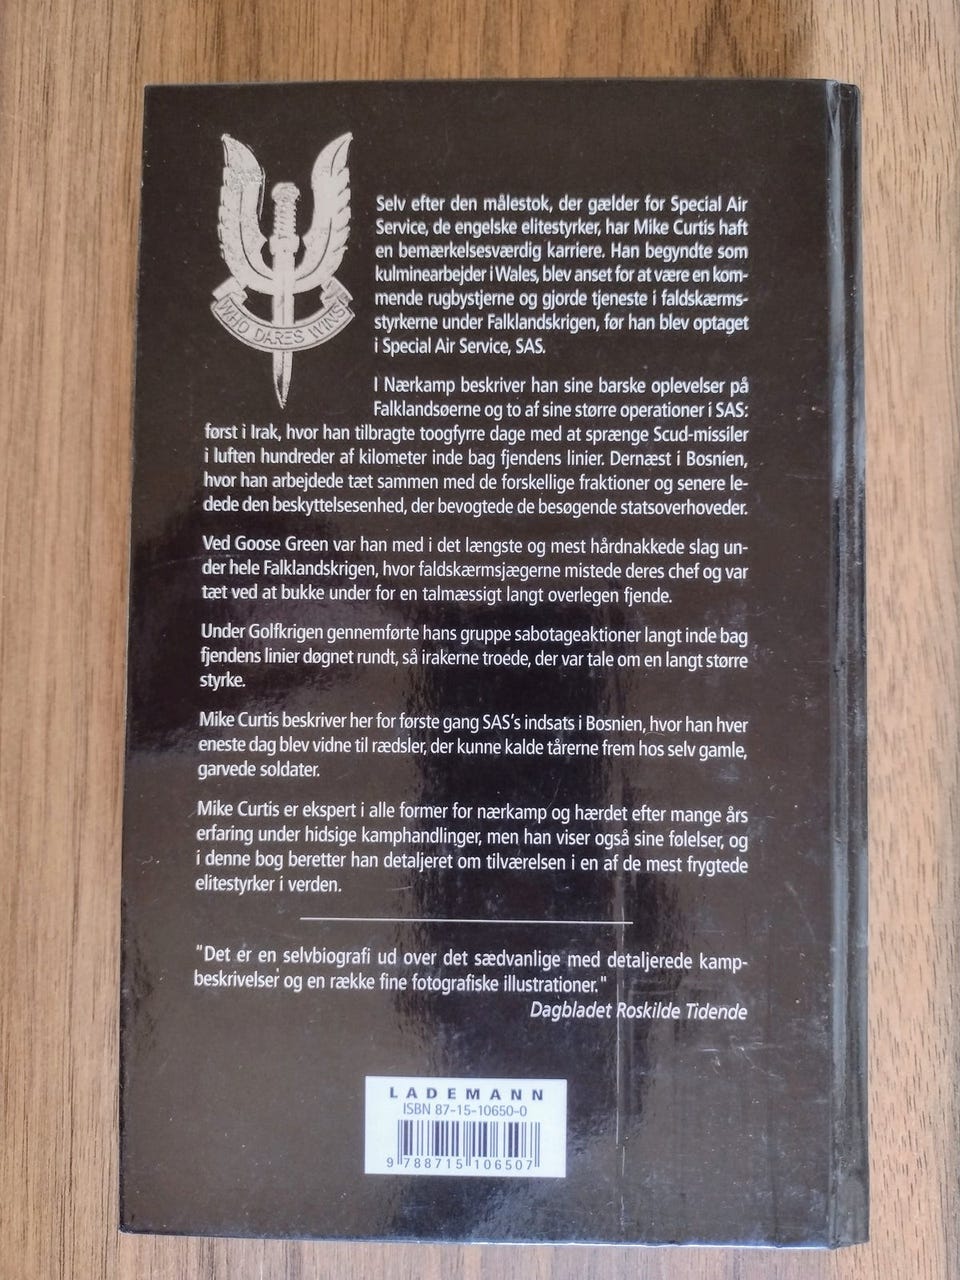 WHO DARES WINS
Selv efter den målestok, der gælder for Special Air
Service, de engelske elitestyrker, har Mike Curtis haft
en bemærkelsesværdig karriere. Han begyndte som
kulminearbejder i Wales, blev anset for at være en kom-
mende rugbystjerne og gjorde tjeneste i faldskærms-
styrkerne under Falklandskrigen, før han blev optaget
i Special Air Service, SAS.
I Nærkamp beskriver han sine barske oplevelser på
Falklandsøerne og to af sine større operationer i SAS:
først i Irak, hvor han tilbragte toogfyrre dage med at sprænge Scud-missiler
i luften hundreder af kilometer inde bag fjendens linier. Dernæst i Bosnien,
hvor han arbejdede tæt sammen med de forskellige fraktioner og senere le-
dede den beskyttelsesenhed, der bevogtede de besøgende statsoverhoveder.
Ved Goose Green var han med i det længste og mest hårdnakkede slag un-
der hele Falklandskrigen, hvor faldskærmsjægerne mistede deres chef og var
tæt ved at bukke under for en talmæssigt langt overlegen fjende.
Under Golfkrigen gennemførte hans gruppe sabotageaktioner langt inde bag
fjendens linier døgnet rundt, så irakerne troede, der var tale om en langt større
styrke.
Mike Curtis beskriver her for første gang SAS's indsats i Bosnien, hvor han hver
eneste dag blev vidne til rædsler, der kunne kalde tårerne frem hos selv gamle,
garvede soldater.
Mike Curtis er ekspert i alle former for nærkamp og hærdet efter mange års
erfaring under hidsige kamphandlinger, men han viser også sine følelser, og
i denne bog beretter han detaljeret om tilværelsen i en af de mest frygtede
elitestyrker i verden.
"Det er en selvbiografi ud over det sædvanlige med detaljerede kamp-
beskrivelser og en række fine fotografiske illustrationer."
Dagbladet Roskilde Tidende
LADEMANN
ISBN 87-15-10650-0
9 788715 106507